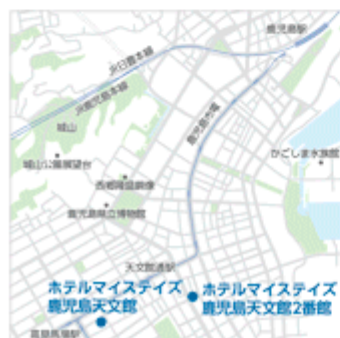 鹿児島駅
JR日豊本線
JR鹿児島本線
鹿児島市電
城山
城山公園展望台
かごしま水族館
西郷隆盛銅像
鹿児島県立博物館
天文館通駅
ホテルマイステイズ
鹿児島天文館
ホテルマイステイズ
鹿児島天文館2番館
高見馬場駅